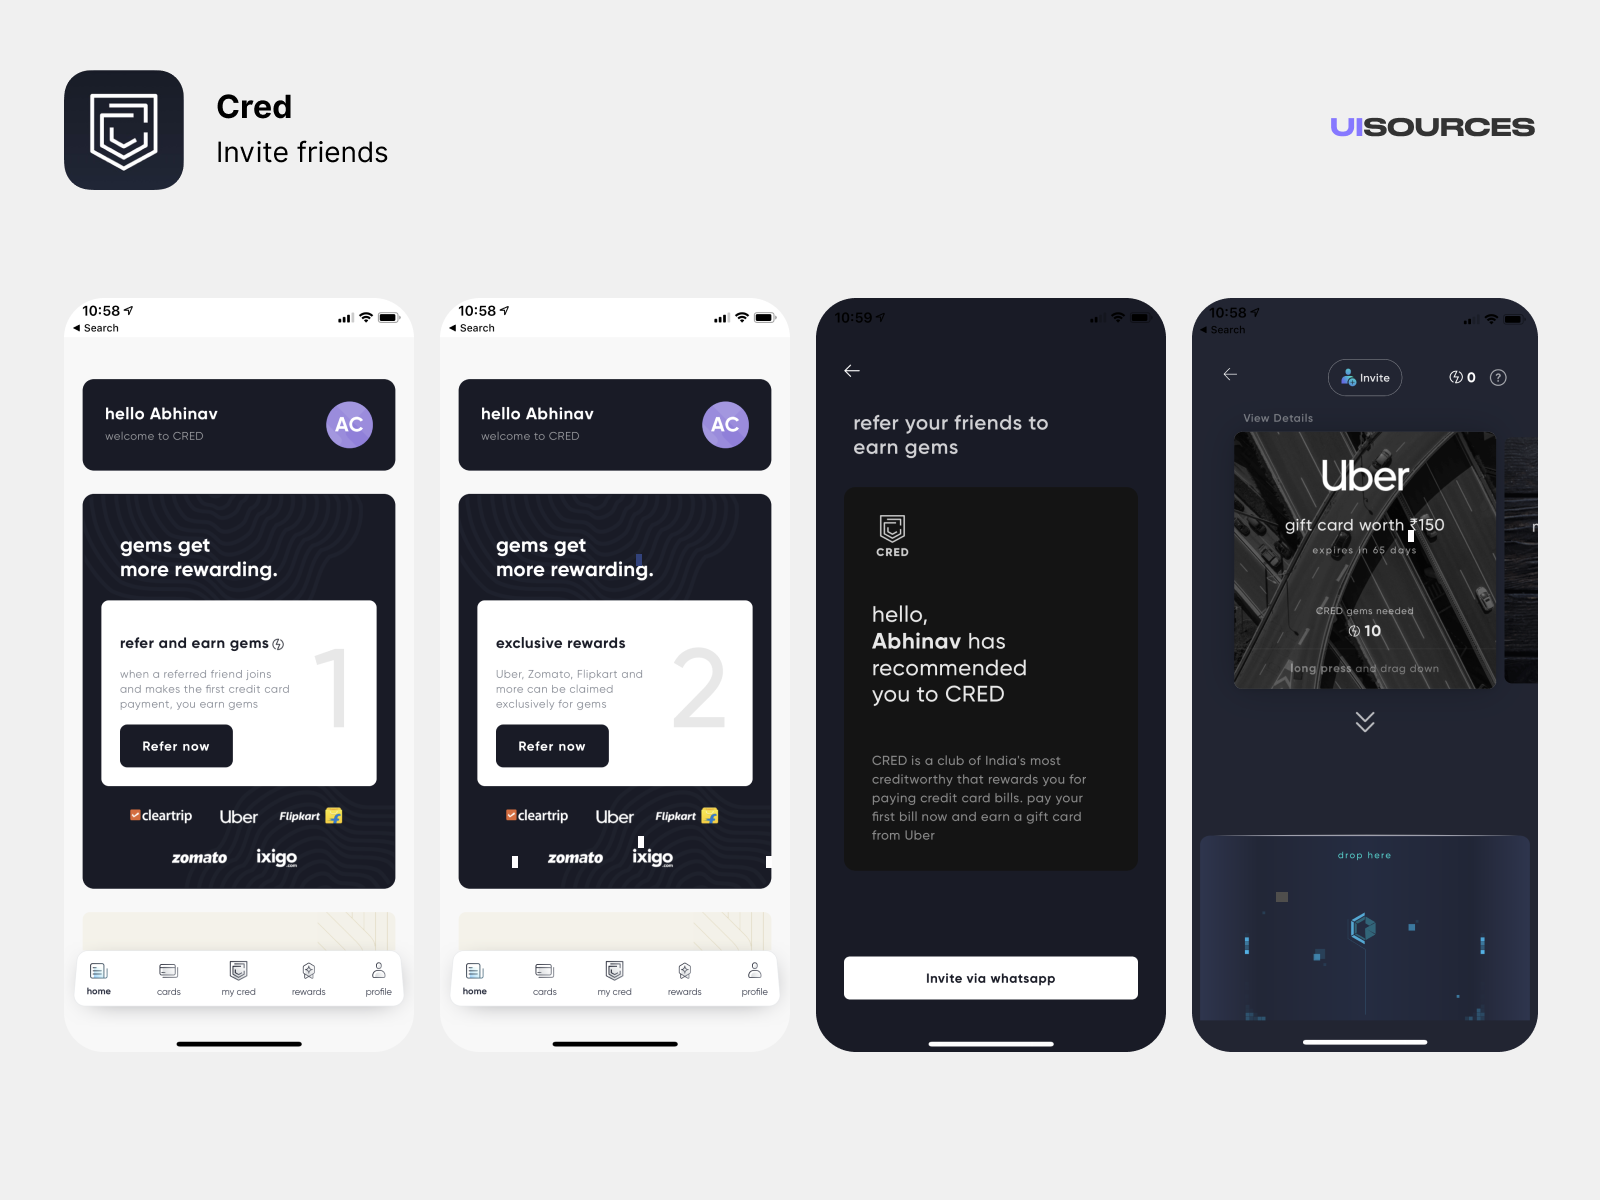 Cred
Invite friends
UISOURCES
10:58
Search
hello Abhinav
welcome to CRED
AC
gems get
more rewarding.
refer and earn gems
when a referred friend joins
and makes the first credit card
payment, you earn gems
1
Refer now
cleartrip
Uber
Flipkart
zomato
ixigo.com
home
cards
my cred
rewards
profile
10:58
Search
hello Abhinav
welcome to CRED
AC
gems get
more rewarding.
exclusive rewards
Uber, Zomato, Flipkart and
more can be claimed
exclusively for gems
2
Refer now
cleartrip
Uber
Flipkart
zomato
ixigo.com
home
cards
my cred
rewards
profile
10:59
refer your friends to
earn gems
CRED
hello,
Abhinav has
recommended
you to CRED
CRED is a club of India's most
creditworthy that rewards you for
paying credit card bills. pay your
first bill now and earn a gift card
from Uber
Invite via whatsapp
10:58
Search
Invite
0
?
View Details
Uber
gift card worth ₹150
expires in 65 days
CRED gems needed
10
long press and drag down
drop here